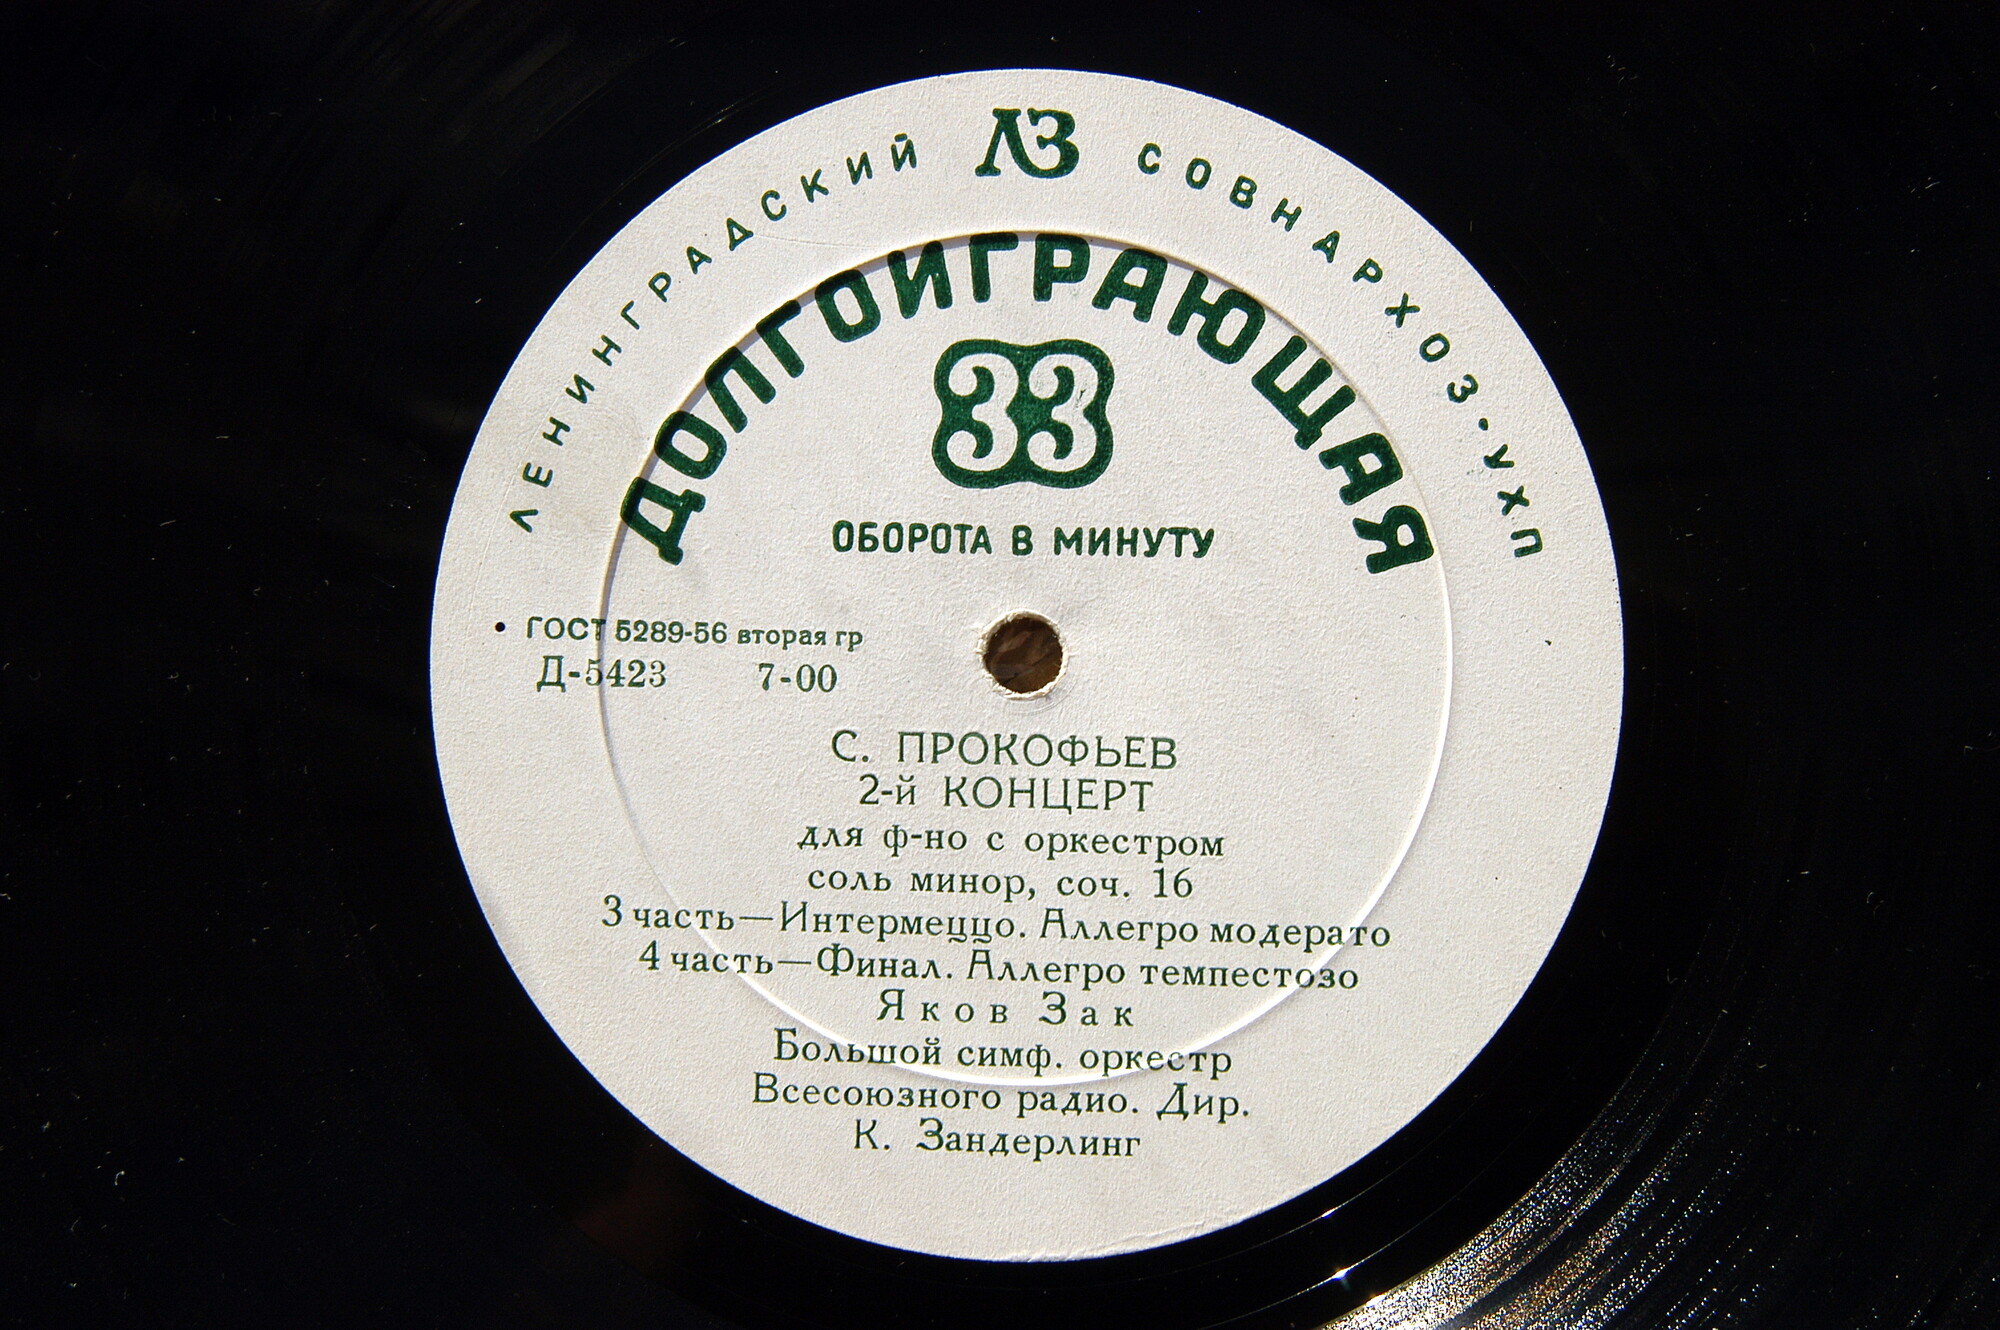 ЛЕНИНГРАДСКИЙ ЛЗ СОВНАРХОЗ·УХП
ДОЛГОИГРАЮЩАЯ
33
ОБОРОТА В МИНУТУ
• ГОСТ 5289-56 вторая гр
Д-5423 7-00
С. ПРОКОФЬЕВ
2-й КОНЦЕРТ
для ф-но с оркестром
соль минор, соч. 16
3 часть—Интермеццо. Аллегро модерато
4 часть—Финал. Аллегро темпестозо
Яков Зак
Большой симф. оркестр
Всесоюзного радио. Дир.
К. Зандерлинг